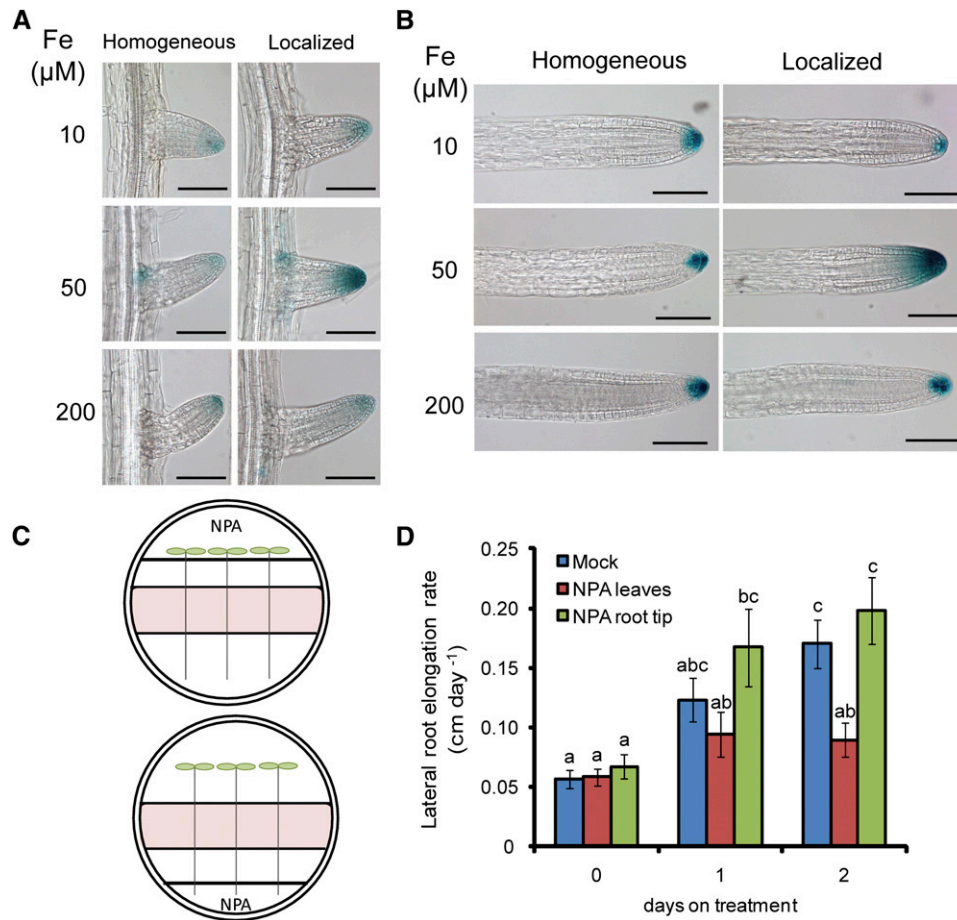 A
Fe
(µM)
Homogeneous
Localized
10
50
200
B
Fe
(µM)
Homogeneous
Localized
10
50
200
C
NPA
NPA
D
Lateral root elongation rate
(cm day -1)
0.25
0.20
0.15
0.10
0.05
0
Mock
NPA leaves
NPA root tip
a
a
a
abc
ab
bc
c
ab
c
0
1
2
days on treatment